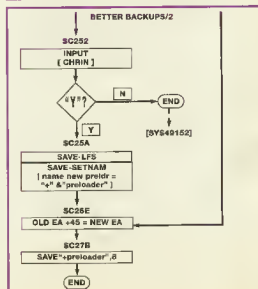 BETTER BACKUPS/2
$C252
INPUT
[ CHRIN ]
"Y"?
N
END
[SYS49152]
Y
$C25A
SAVE-LFS
SAVE-SETNAM
[ name new preldr =
"+" &"preloader" ]
$C26E
OLD EA +45 = NEW EA
$C27B
SAVE"+preloader",8
END